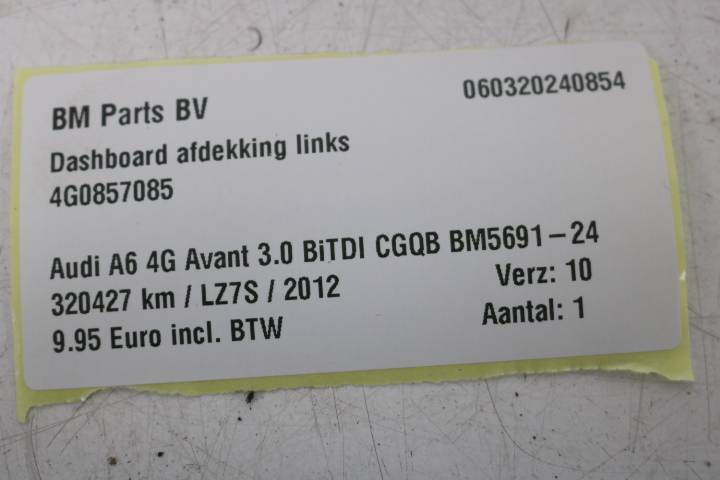 BM Parts BV 060320240854
Dashboard afdekking links
4G0857085
Audi A6 4G Avant 3.0 BiTDI CGQB BM5691-24
320427 km / LZ7S / 2012 Verz: 10
9.95 Euro incl. BTW Aantal: 1